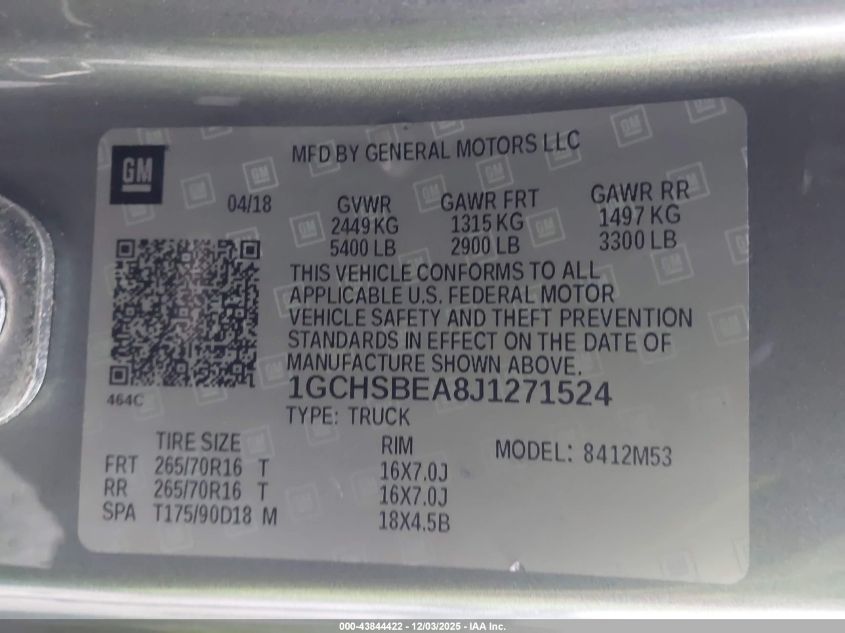 MFD BY GENERAL MOTORS LLC
GM
04/18 GVWR GAWR FRT GAWR RR
2449 KG 1315 KG 1497 KG
5400 LB 2900 LB 3300 LB
THIS VEHICLE CONFORMS TO ALL
APPLICABLE U.S. FEDERAL MOTOR
VEHICLE SAFETY AND THEFT PREVENTION
STANDARDS IN EFFECT ON THE DATE OF
MANUFACTURE SHOWN ABOVE.
464C
1GCHSBEA8J1271524
TYPE: TRUCK
TIRE SIZE RIM MODEL: 8412M53
FRT 265/70R16 T 16X7.0J
RR 265/70R16 T 16X7.0J
SPA T175/90D18 M 18X4.5B
000-43844422 - 12/03/2025 - IAA Inc.